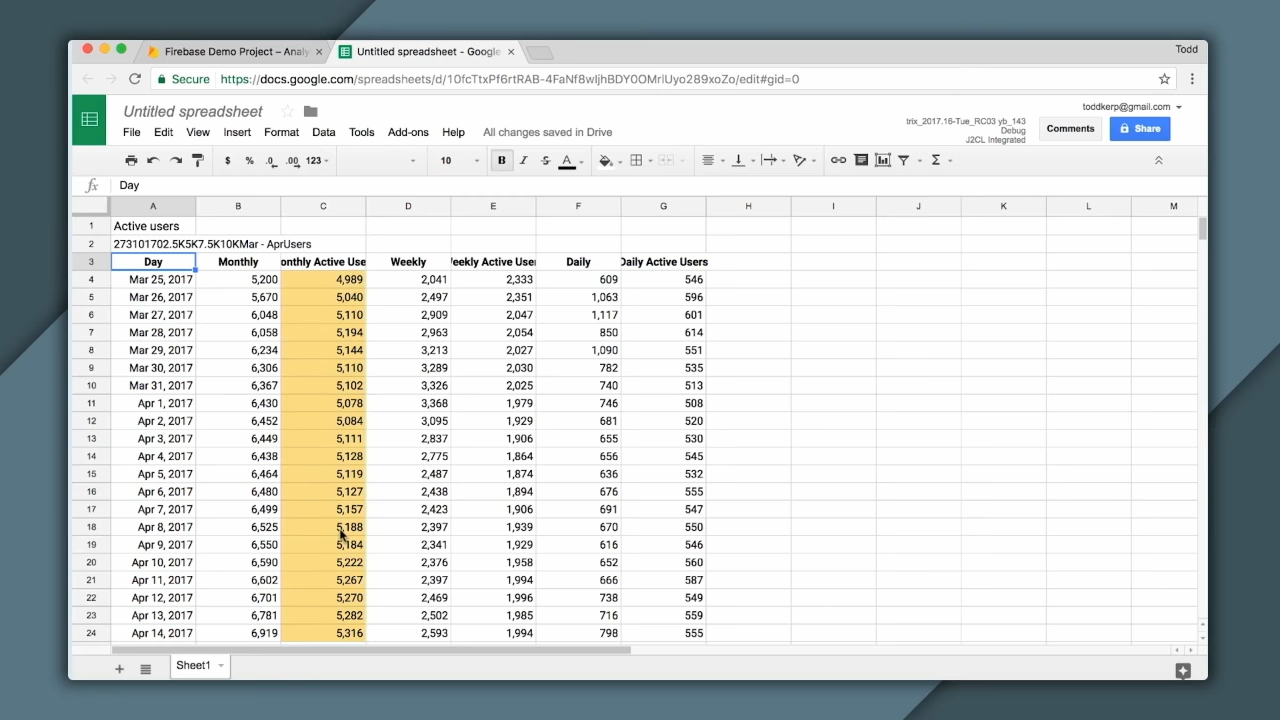 Firebase Demo Project – Analy
Untitled spreadsheet - Google
Todd
Secure https://docs.google.com/spreadsheets/d/10fcTtxPf6rtRAB-4FaNf8wIjhBDYOOMrlUyo289xoZo/edit#gid=0
Untitled spreadsheet
toddkerp@gmail.com
File Edit View Insert Format Data Tools Add-ons Help All changes saved in Drive
trix_2017.16-Tue_RC03 yb_143
Debug
J2CL Integrated
Comments
Share
$ % .0 .00 123 10 B I S A Σ
fx Day
A B C D E F G H I J K L M
1 Active users
2 273101702.5K5K7.5K10KMar - AprUsers
3 Day Monthly onthly Active Use Weekly eekly Active User Daily Daily Active Users
4 Mar 25, 2017 5,200 4,989 2,041 2,333 609 546
5 Mar 26, 2017 5,670 5,040 2,497 2,351 1,063 596
6 Mar 27, 2017 6,048 5,110 2,909 2,047 1,117 601
7 Mar 28, 2017 6,058 5,194 2,963 2,054 850 614
8 Mar 29, 2017 6,234 5,144 3,213 2,027 1,090 551
9 Mar 30, 2017 6,306 5,110 3,289 2,030 782 535
10 Mar 31, 2017 6,367 5,102 3,326 2,025 740 513
11 Apr 1, 2017 6,430 5,078 3,368 1,979 746 508
12 Apr 2, 2017 6,452 5,084 3,095 1,929 681 520
13 Apr 3, 2017 6,449 5,111 2,837 1,906 655 530
14 Apr 4, 2017 6,438 5,128 2,775 1,864 656 545
15 Apr 5, 2017 6,464 5,119 2,487 1,874 636 532
16 Apr 6, 2017 6,480 5,127 2,438 1,894 676 555
17 Apr 7, 2017 6,499 5,157 2,423 1,906 691 547
18 Apr 8, 2017 6,525 5,188 2,397 1,939 670 550
19 Apr 9, 2017 6,550 5,184 2,341 1,929 616 546
20 Apr 10, 2017 6,590 5,222 2,376 1,958 652 560
21 Apr 11, 2017 6,602 5,267 2,397 1,994 666 587
22 Apr 12, 2017 6,701 5,270 2,469 1,996 738 549
23 Apr 13, 2017 6,781 5,282 2,502 1,985 716 559
24 Apr 14, 2017 6,919 5,316 2,593 1,994 798 555
Sheet1